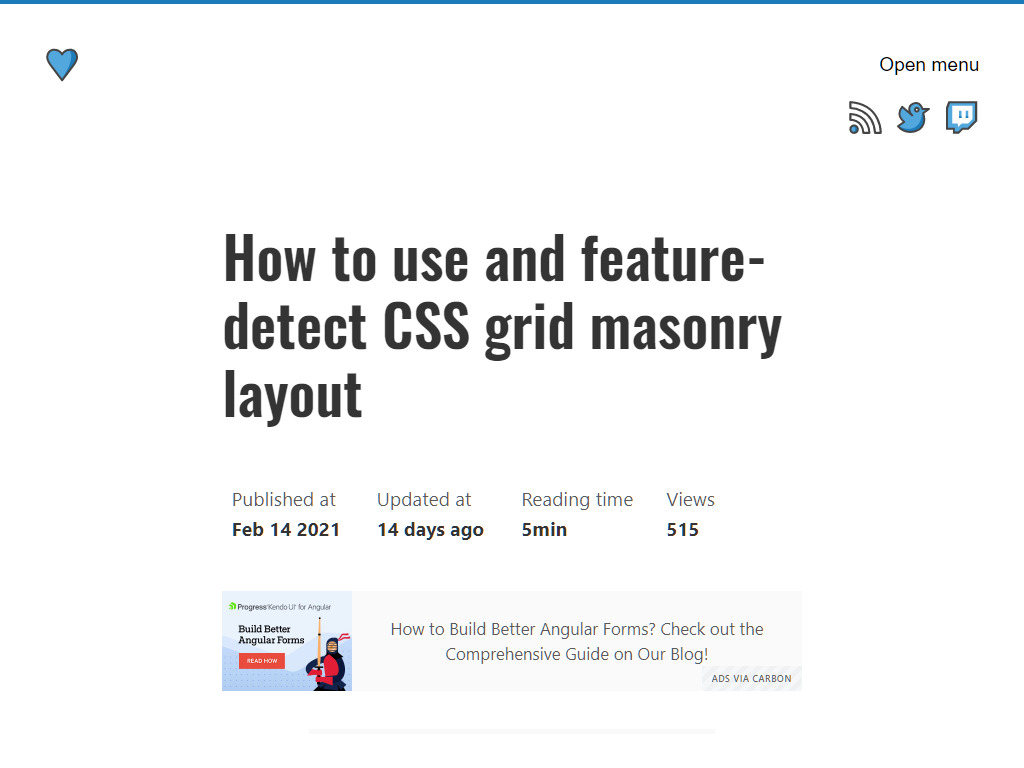 Open menu
How to use and feature-
detect CSS grid masonry
layout
Published at
Feb 14 2021
Updated at
14 days ago
Reading time
5min
Views
515
Progress Kendo UI for Angular
Build Better
Angular Forms
READ NOW
How to Build Better Angular Forms? Check out the
Comprehensive Guide on Our Blog!
ADS VIA CARBON